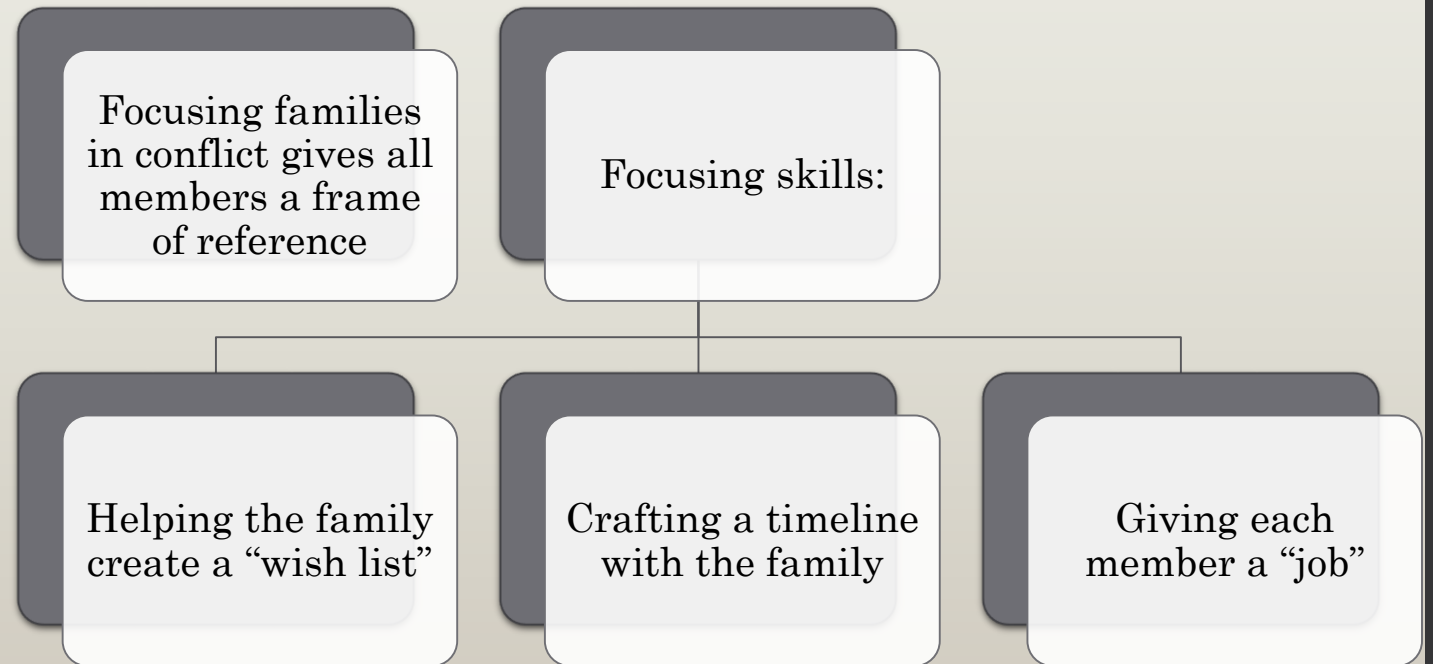 Focusing families
in conflict gives all
members a frame
of reference
Focusing skills:
Helping the family
create a “wish list”
Crafting a timeline
with the family
Giving each
member a “job”